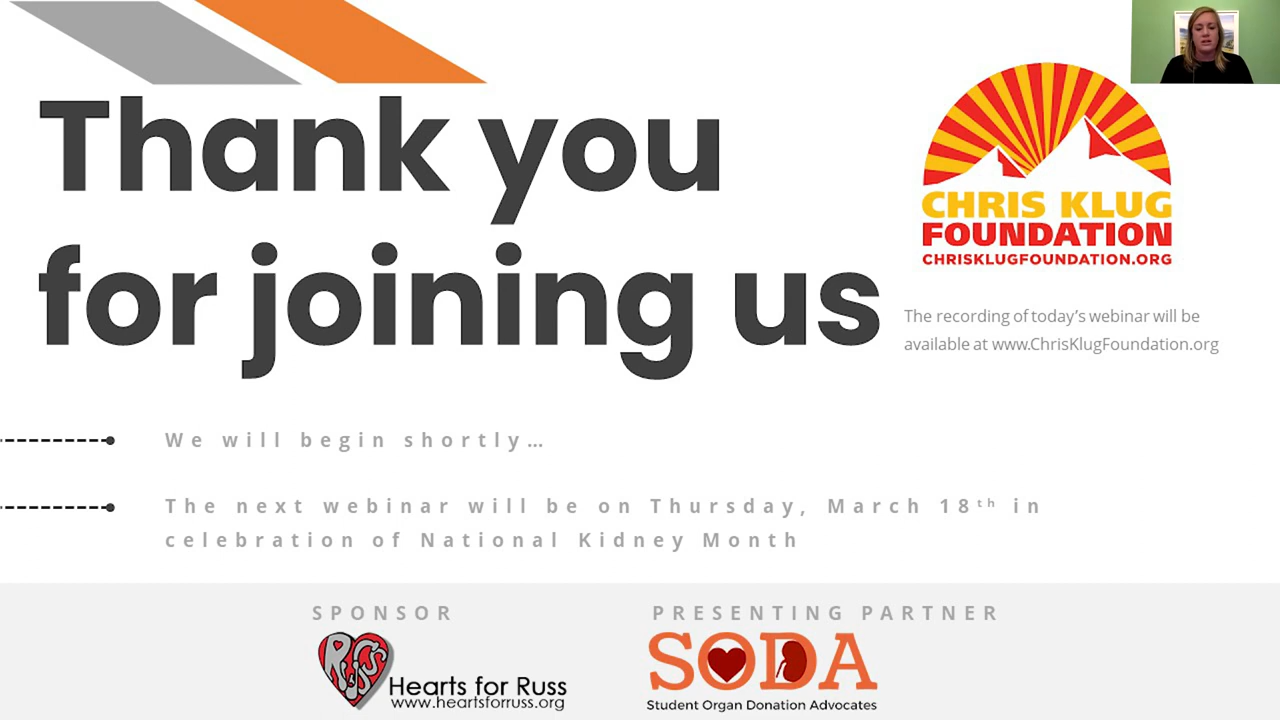 Thank you
for joining us
CHRIS KLUG
FOUNDATION
CHRISKLUGFOUNDATION.ORG
The recording of today's webinar will be
available at www.ChrisKlugFoundation.org
We will begin shortly…
The next webinar will be on Thursday, March 18ᵗʰ in
celebration of National Kidney Month
SPONSOR
RUSS
Hearts for Russ
www.heartsforruss.org
PRESENTING PARTNER
SODA
Student Organ Donation Advocates